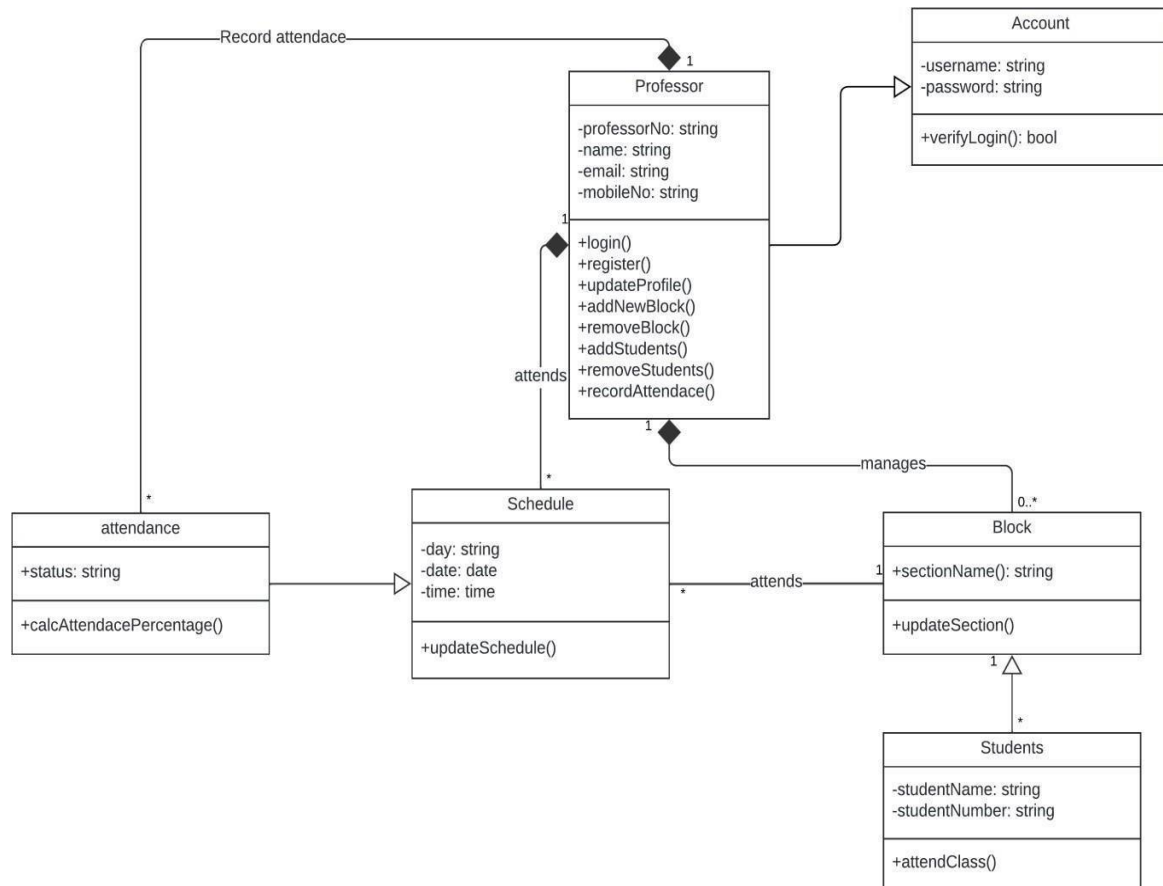 Record attendace
1
Account
-username: string
-password: string
+verifyLogin(): bool
Professor
-professorNo: string
-name: string
-email: string
-mobileNo: string
1
+login()
+register()
+updateProfile()
+addNewBlock()
+removeBlock()
+addStudents()
+removeStudents()
+recordAttendace()
attends
1
manages
*
*
0..*
attendance
+status: string
+calcAttendacePercentage()
Schedule
-day: string
-date: date
-time: time
+updateSchedule()
attends
1
*
Block
+sectionName(): string
+updateSection()
1
*
Students
-studentName: string
-studentNumber: string
+attendClass()